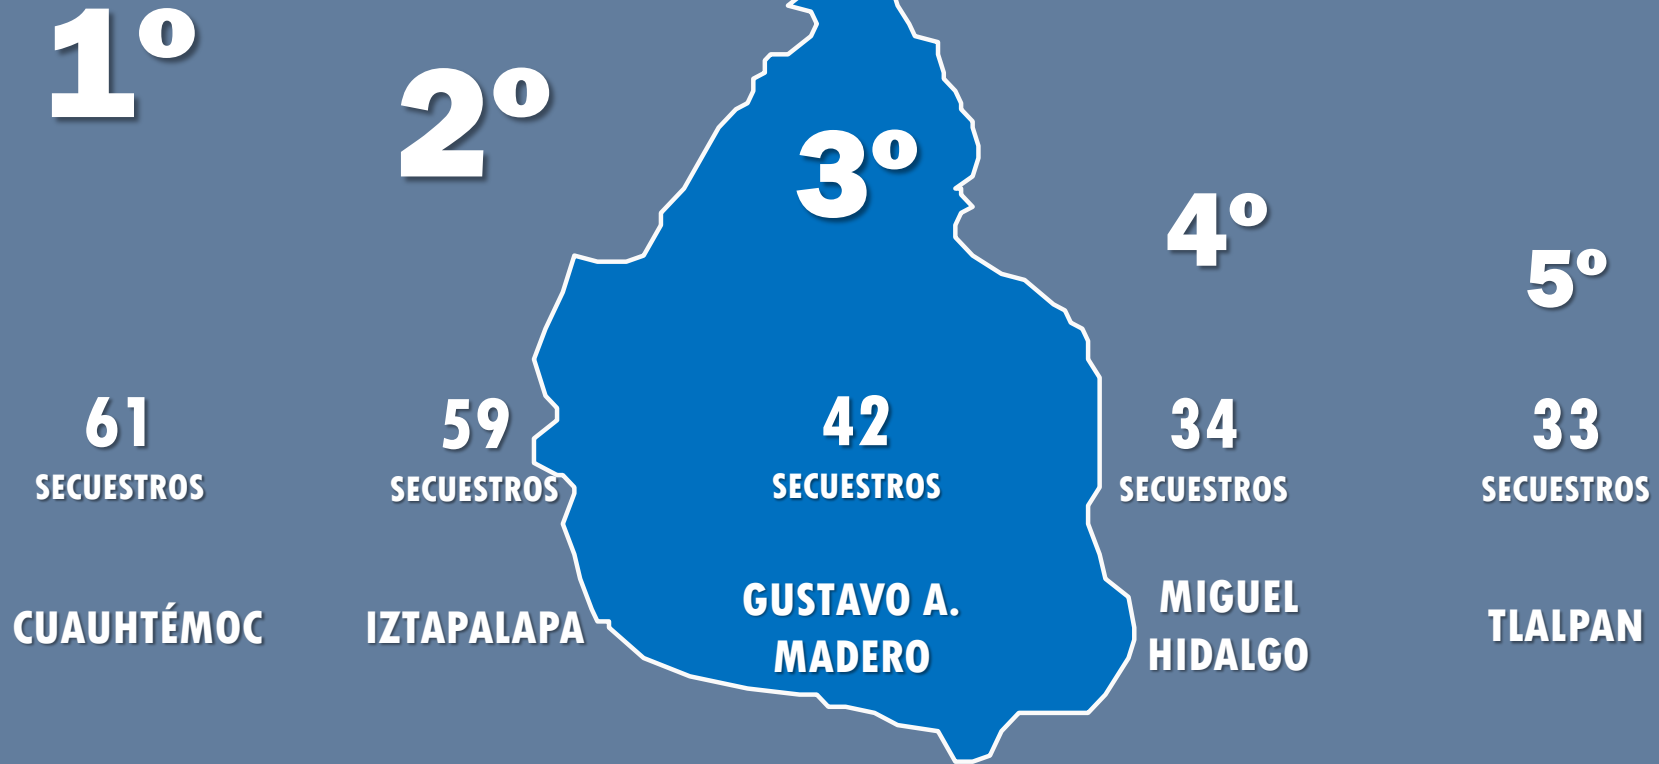 1º
61
SECUESTROS
CUAUHTÉMOC
2º
59
SECUESTROS
IZTAPALAPA
3º
42
SECUESTROS
GUSTAVO A.
MADERO
4º
34
SECUESTROS
MIGUEL
HIDALGO
5º
33
SECUESTROS
TLALPAN